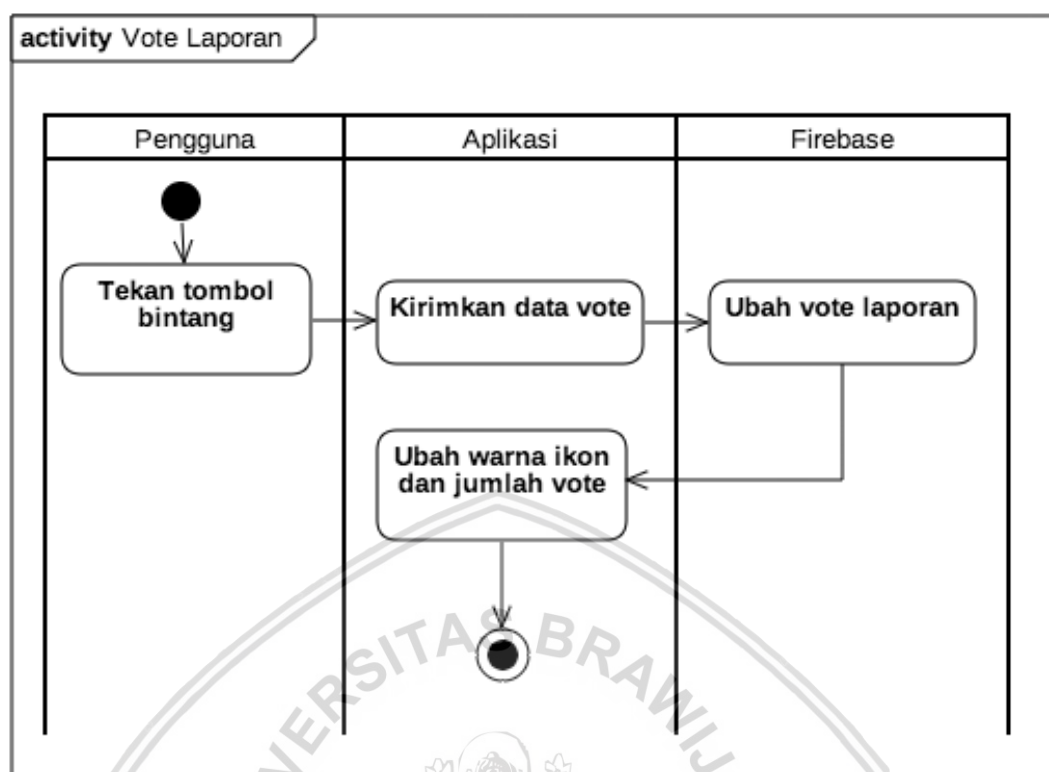 activity Vote Laporan
Pengguna
Aplikasi
Firebase
Tekan tombol
bintang
Kirimkan data vote
Ubah vote laporan
Ubah warna ikon
dan jumlah vote